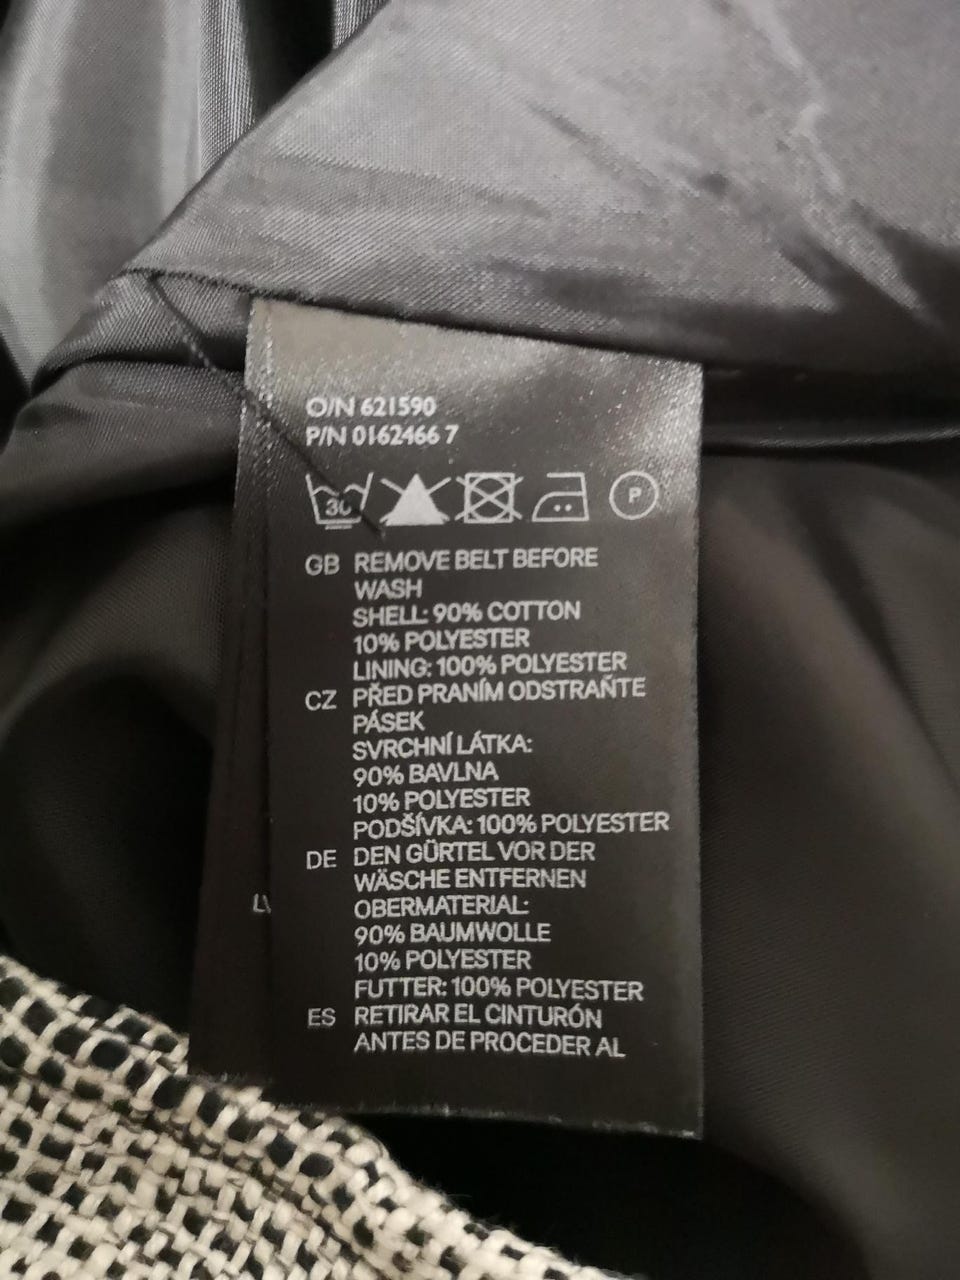 O/N 621590
P/N 0162466 7
30 P
GB REMOVE BELT BEFORE
WASH
SHELL: 90% COTTON
10% POLYESTER
LINING: 100% POLYESTER
CZ PŘED PRANÍM ODSTRAŇTE
PÁSEK
SVRCHNÍ LÁTKA:
90% BAVLNA
10% POLYESTER
PODŠÍVKA: 100% POLYESTER
DE DEN GÜRTEL VOR DER
WÄSCHE ENTFERNEN
OBERMATERIAL:
90% BAUMWOLLE
10% POLYESTER
FUTTER: 100% POLYESTER
ES RETIRAR EL CINTURÓN
ANTES DE PROCEDER AL